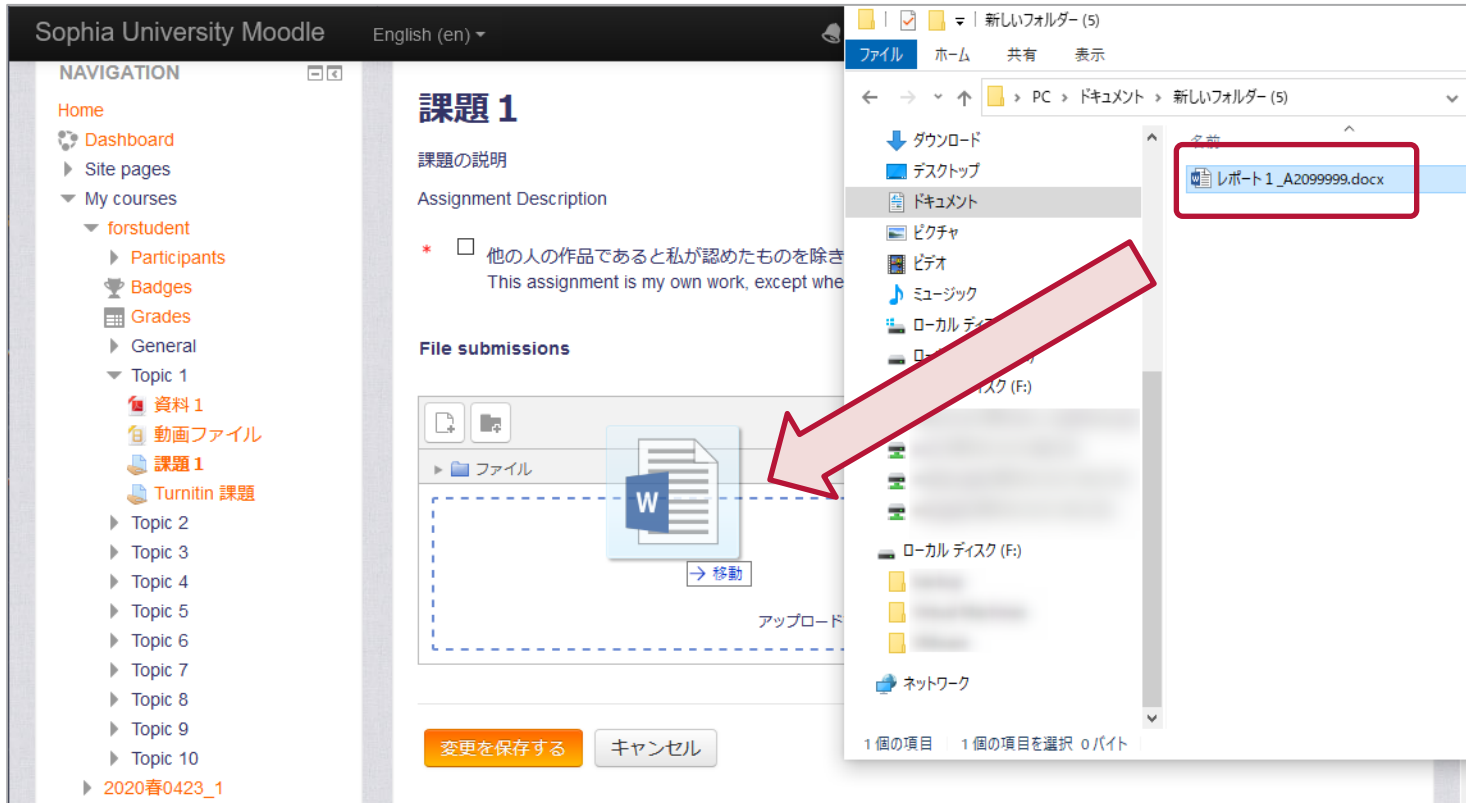 Sophia University Moodle
English (en)
NAVIGATION
Home
Dashboard
Site pages
My courses
forstudent
Participants
Badges
Grades
General
Topic 1
資料 1
動画ファイル
課題 1
Turnitin 課題
Topic 2
Topic 3
Topic 4
Topic 5
Topic 6
Topic 7
Topic 8
Topic 9
Topic 10
2020春0423_1
課題 1
課題の説明
Assignment Description
* 他の人の作品であると私が認めたものを除き
This assignment is my own work, except whe
File submissions
ファイル
W
移動
アップロード
変更を保存する
キャンセル
新しいフォルダー (5)
ファイル ホーム 共有 表示
PC › ドキュメント › 新しいフォルダー (5)
ダウンロード
デスクトップ
ドキュメント
ピクチャ
ビデオ
ミュージック
ローカル ディ
ロー
スク (F:)
ローカル ディスク (F:)
ネットワーク
名前
レポート 1 _A2099999.docx
1 個の項目 1 個の項目を選択 0 バイト